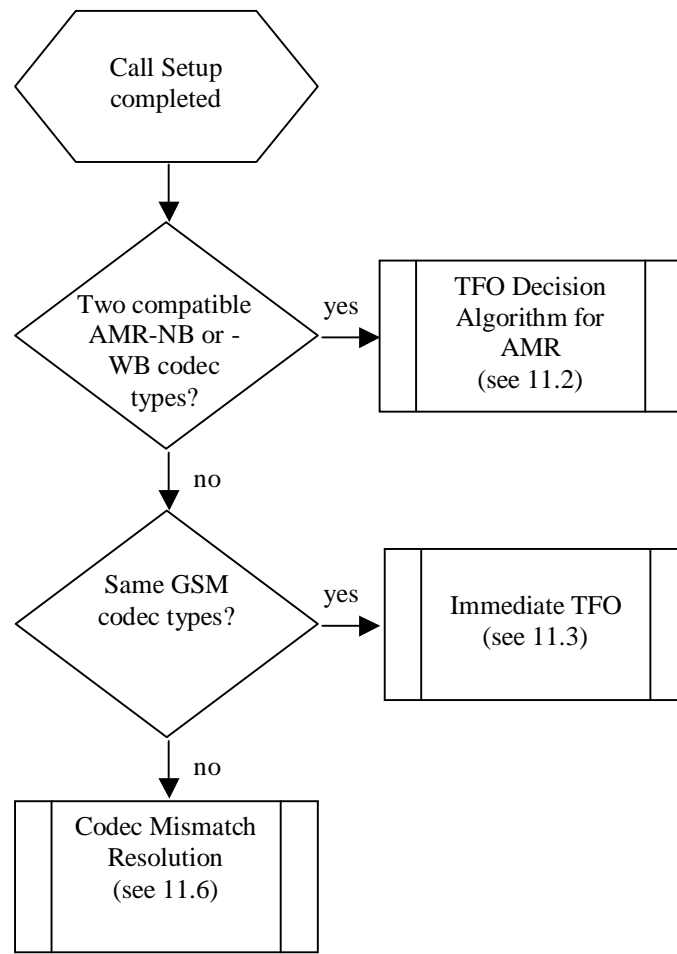 Call Setup
completed
Two compatible
AMR-NB or -
WB codec
types?
yes
TFO Decision
Algorithm for
AMR
(see 11.2)
no
Same GSM
codec types?
yes
Immediate TFO
(see 11.3)
no
Codec Mismatch
Resolution
(see 11.6)